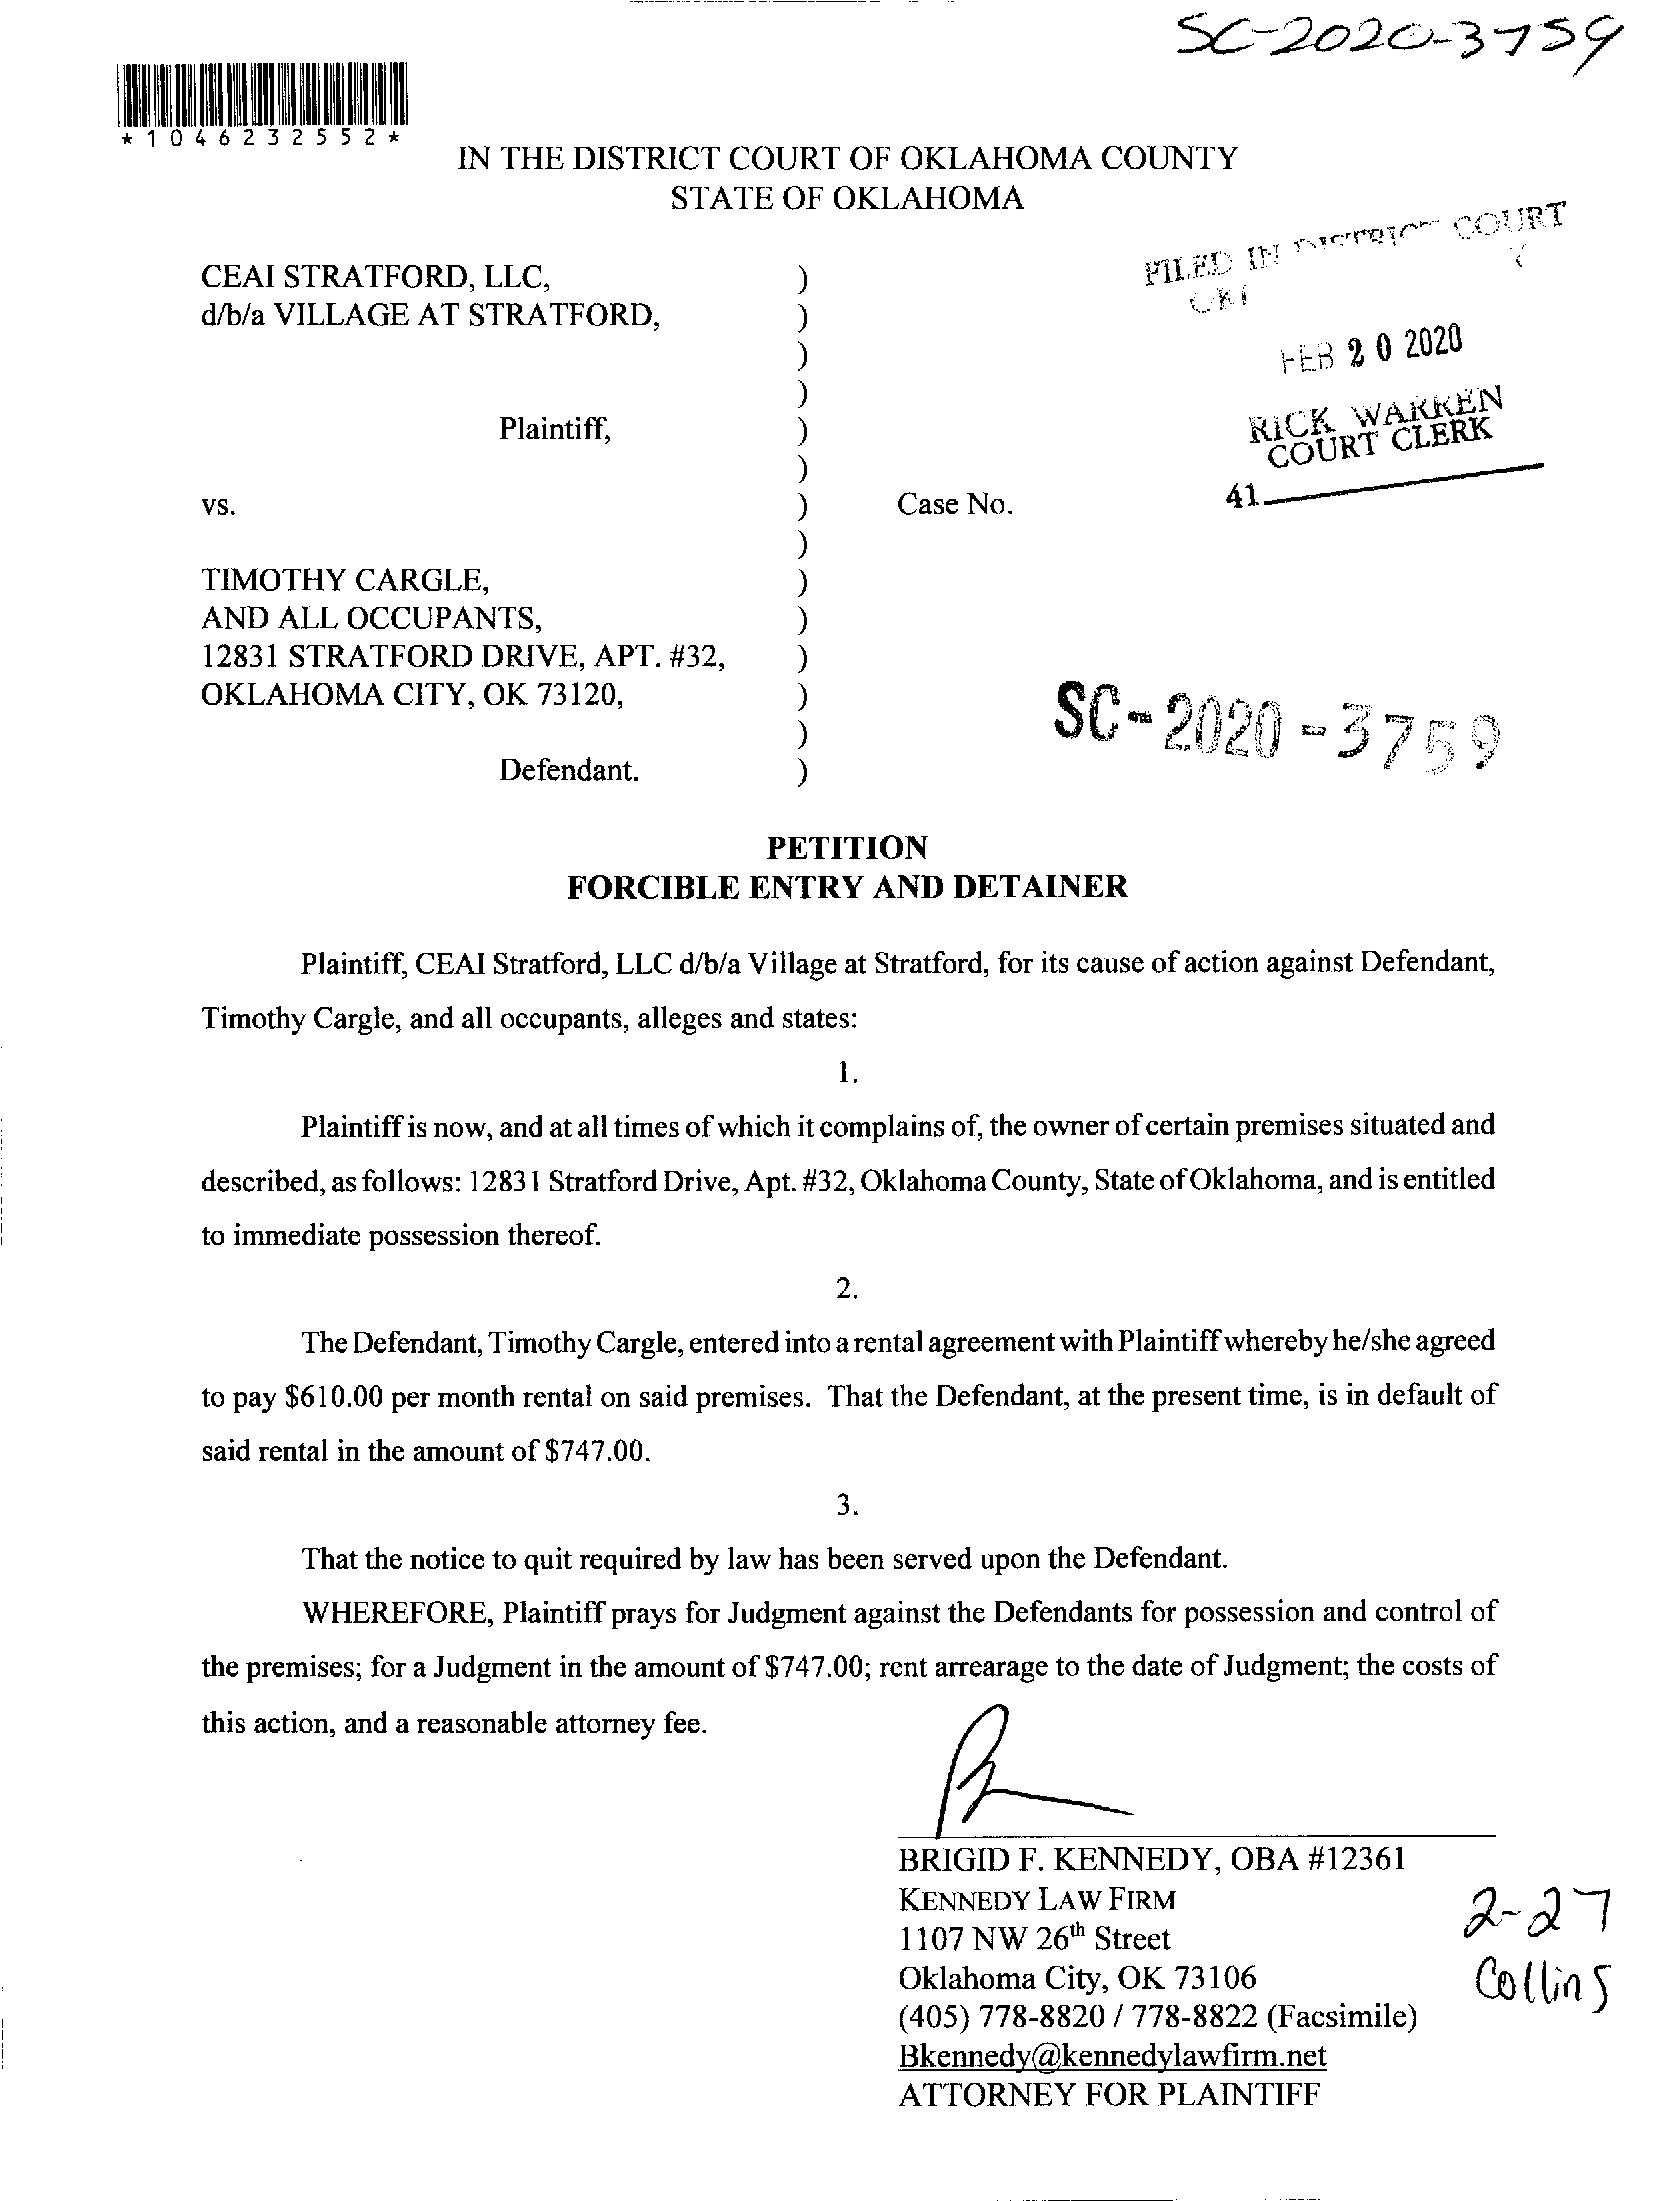 SC-2020-3759
*1046232552*
IN THE DISTRICT COURT OF OKLAHOMA COUNTY
STATE OF OKLAHOMA
FILED IN DISTRICT COURT
FEB 20 2020
RICK WARREN
COURT CLERK
41
CEAI STRATFORD, LLC, )
d/b/a VILLAGE AT STRATFORD, )
)
)
Plaintiff, )
)
vs. ) Case No.
)
TIMOTHY CARGLE, )
AND ALL OCCUPANTS, )
12831 STRATFORD DRIVE, APT. #32, )
OKLAHOMA CITY, OK 73120, )
)
Defendant. )
SC-2020-3759
PETITION
FORCIBLE ENTRY AND DETAINER
Plaintiff, CEAI Stratford, LLC d/b/a Village at Stratford, for its cause of action against Defendant,
Timothy Cargle, and all occupants, alleges and states:
1.
Plaintiff is now, and at all times of which it complains of, the owner of certain premises situated and
described, as follows: 12831 Stratford Drive, Apt. #32, Oklahoma County, State of Oklahoma, and is entitled
to immediate possession thereof.
2.
The Defendant, Timothy Cargle, entered into a rental agreement with Plaintiff whereby he/she agreed
to pay $610.00 per month rental on said premises. That the Defendant, at the present time, is in default of
said rental in the amount of $747.00.
3.
That the notice to quit required by law has been served upon the Defendant.
WHEREFORE, Plaintiff prays for Judgment against the Defendants for possession and control of
the premises; for a Judgment in the amount of $747.00; rent arrearage to the date of Judgment; the costs of
this action, and a reasonable attorney fee.
BRIGID F. KENNEDY, OBA #12361
KENNEDY LAW FIRM
1107 NW 26th Street
Oklahoma City, OK 73106
(405) 778-8820 / 778-8822 (Facsimile)
Bkennedy@kennedylawfirm.net
ATTORNEY FOR PLAINTIFF
2-27
Collins